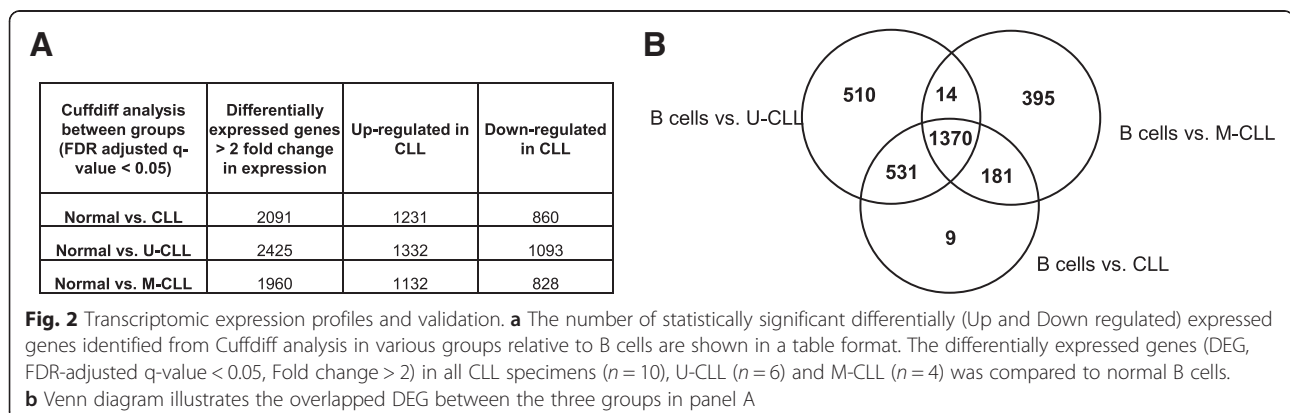 A
Cuffdiff analysis
between groups
(FDR adjusted q-
value < 0.05)
Differentially
expressed genes
> 2 fold change
in expression
Up-regulated in
CLL
Down-regulated
in CLL
Normal vs. CLL 2091 1231 860
Normal vs. U-CLL 2425 1332 1093
Normal vs. M-CLL 1960 1132 828
B
510 14 395
B cells vs. U-CLL
B cells vs. M-CLL
1370
531 181
9
B cells vs. CLL
Fig. 2 Transcriptomic expression profiles and validation. a The number of statistically significant differentially (Up and Down regulated) expressed
genes identified from Cuffdiff analysis in various groups relative to B cells are shown in a table format. The differentially expressed genes (DEG,
FDR-adjusted q-value < 0.05, Fold change > 2) in all CLL specimens (n = 10), U-CLL (n = 6) and M-CLL (n = 4) was compared to normal B cells.
b Venn diagram illustrates the overlapped DEG between the three groups in panel A